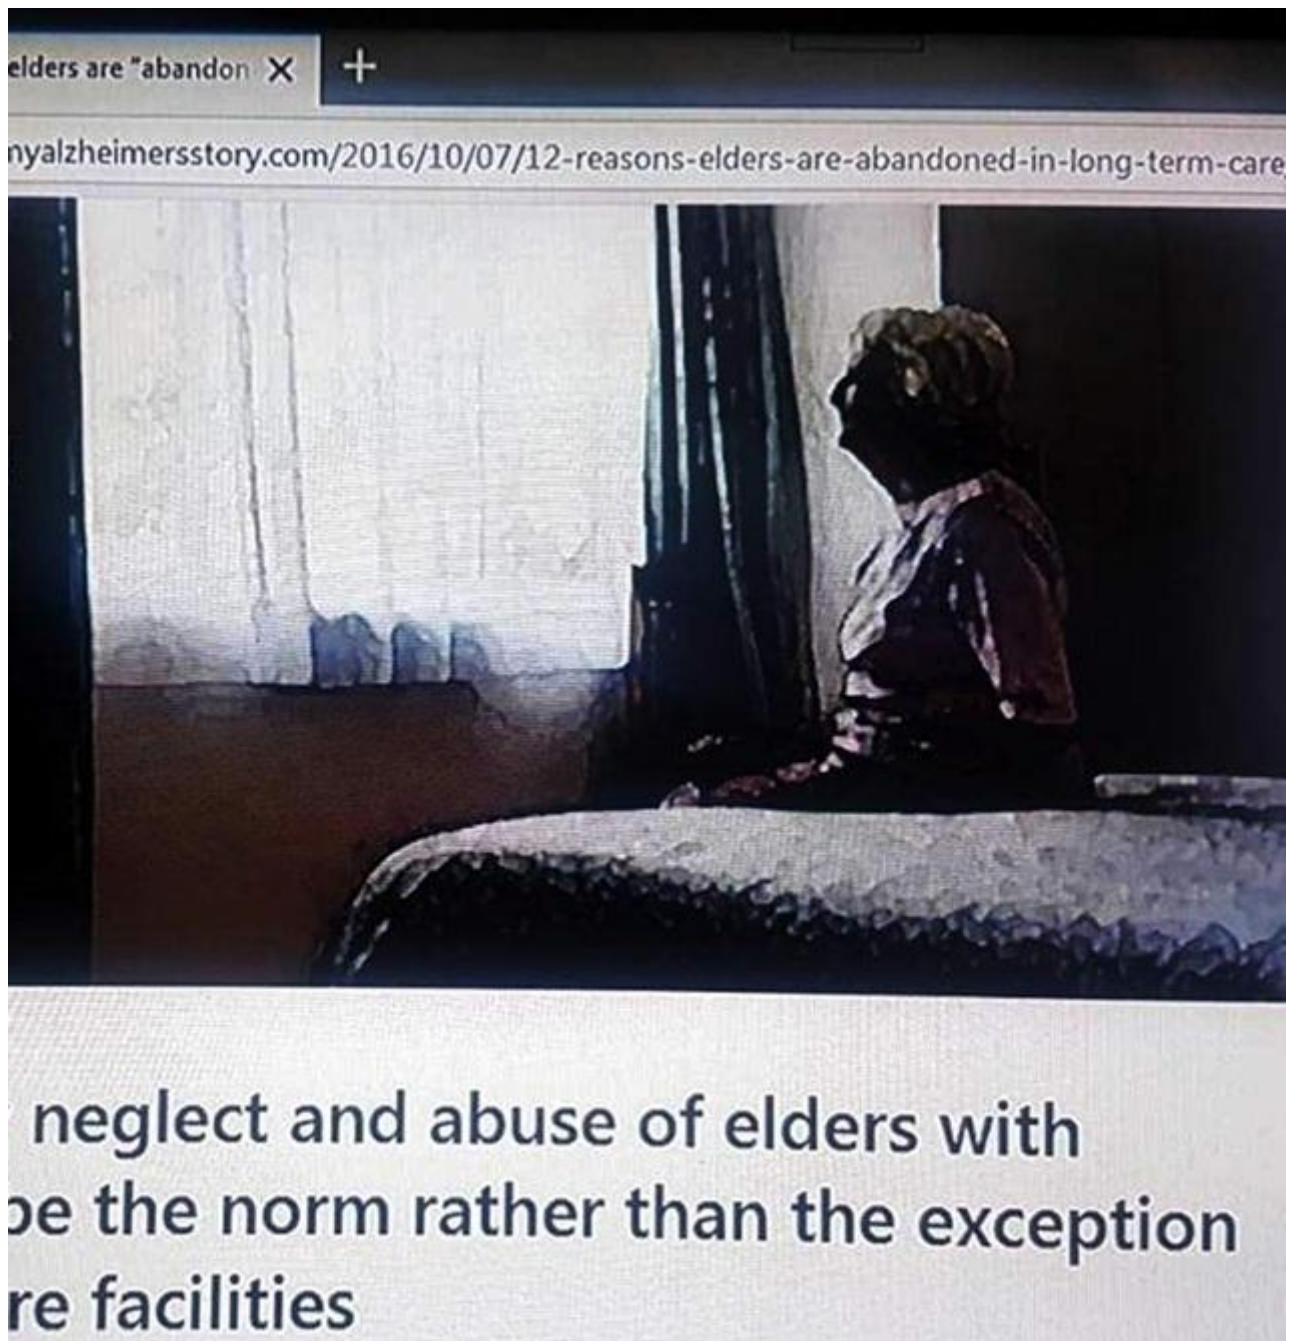 elders are "abandon
nyalzheimersstory.com/2016/10/07/12-reasons-elders-are-abandoned-in-long-term-care
neglect and abuse of elders with
be the norm rather than the exception
re facilities